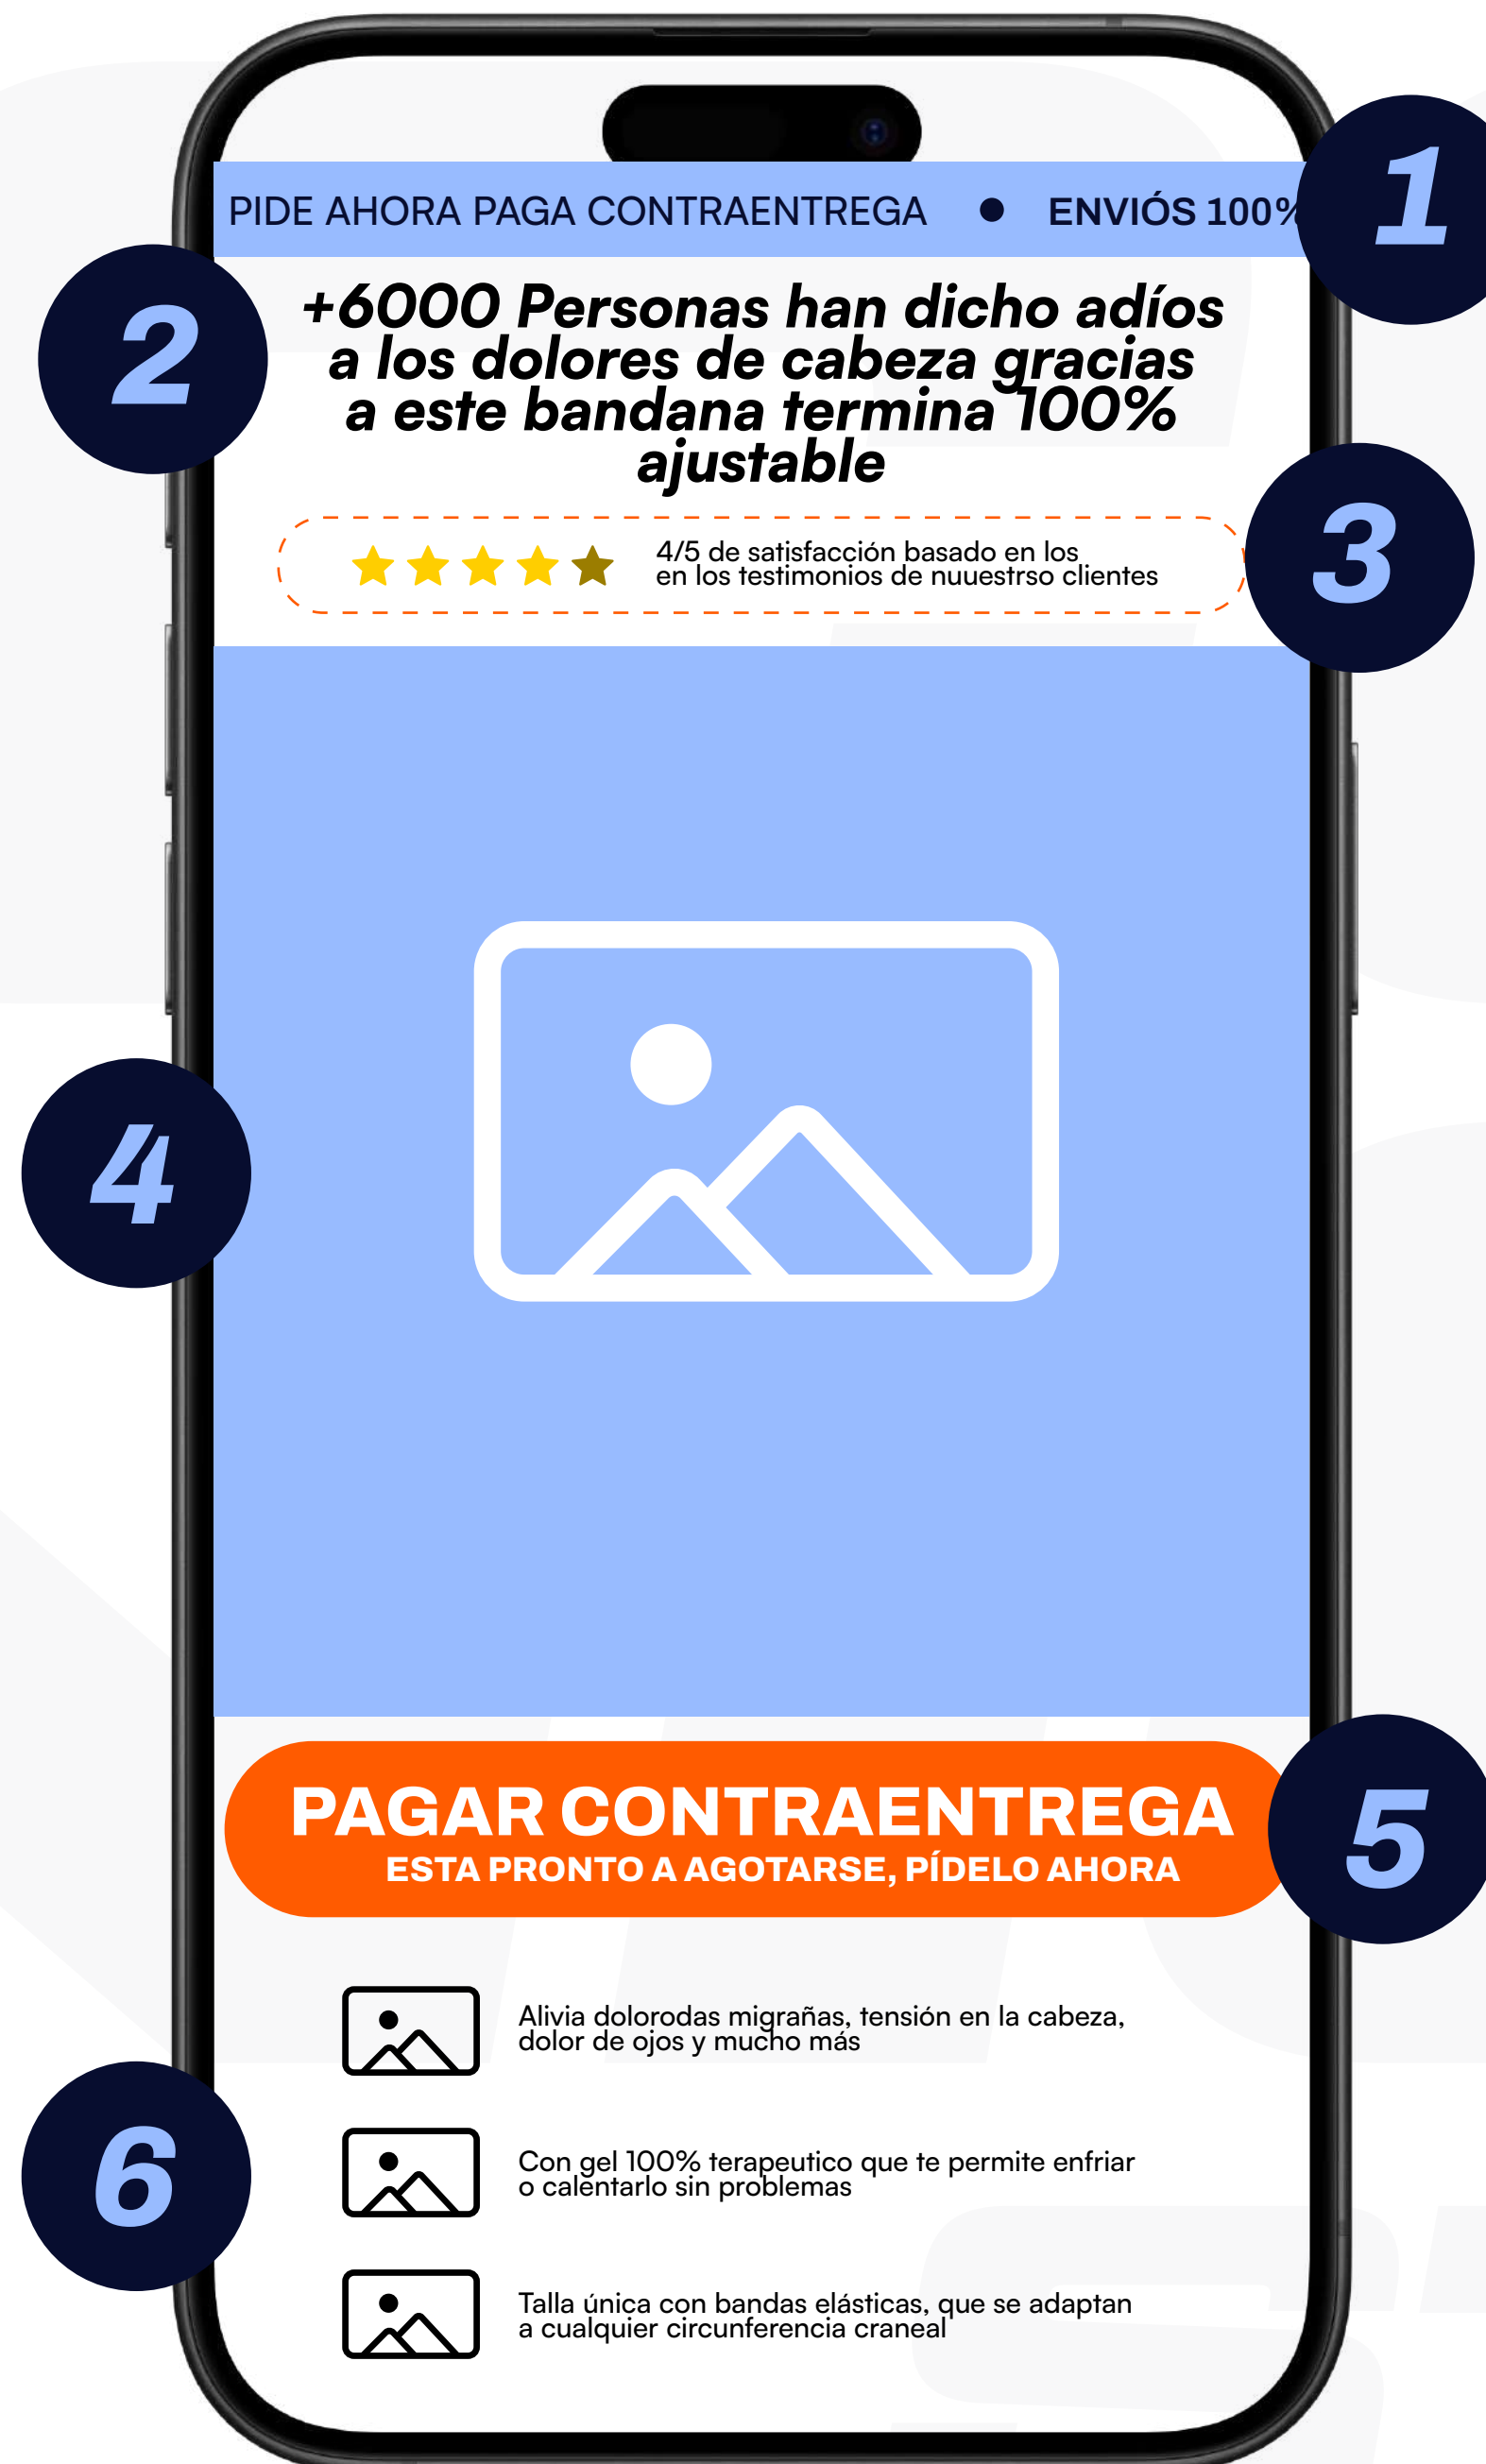 PIDE AHORA PAGA CONTRAENTREGA ● ENVIÓS 100%
1
2
+6000 Personas han dicho adíos
a los dolores de cabeza gracias
a este bandana termina 100%
ajustable
3
4/5 de satisfacción basado en los
en los testimonios de nuuestrso clientes
4
PAGAR CONTRAENTREGA
ESTA PRONTO A AGOTARSE, PÍDELO AHORA
5
Alivia dolorodas migrañas, tensión en la cabeza,
dolor de ojos y mucho más
6
Con gel 100% terapeutico que te permite enfriar
o calentarlo sin problemas
Talla única con bandas elásticas, que se adaptan
a cualquier circunferencia craneal